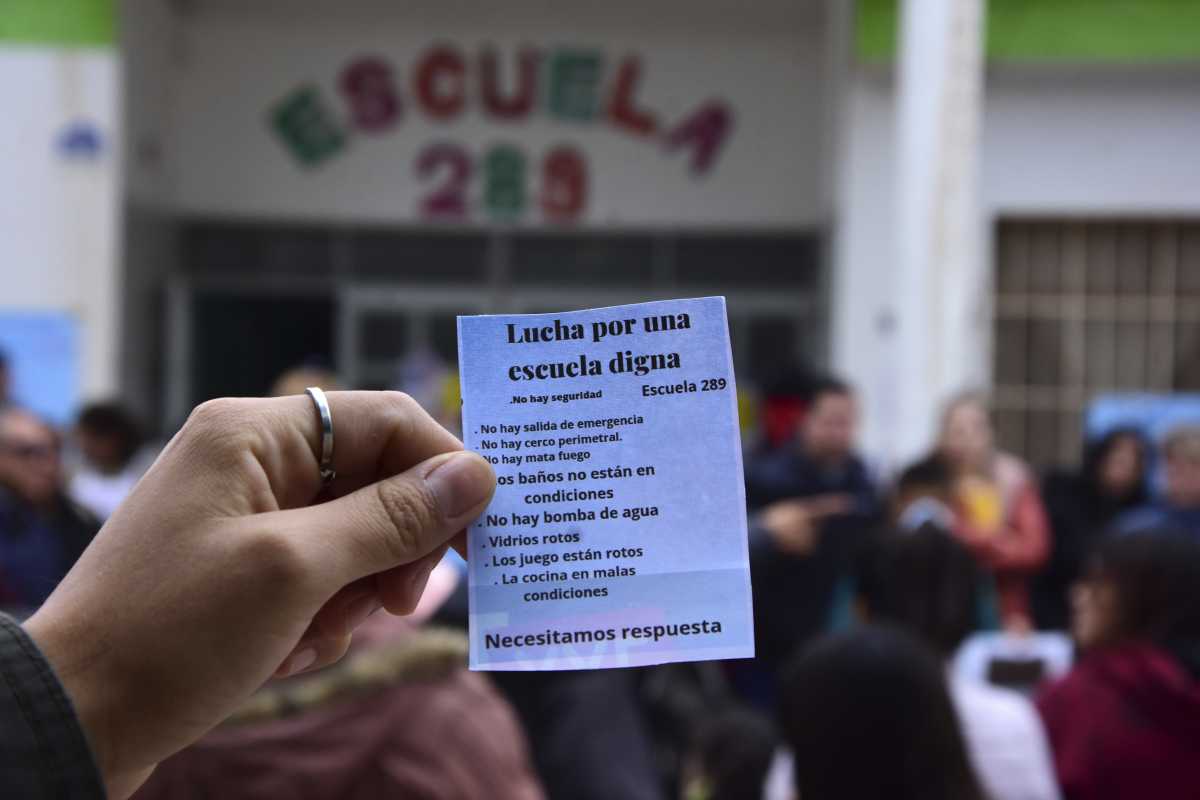 ESCUELA
289
Lucha por una
escuela digna
.No hay seguridad
Escuela 289
. No hay salida de emergencia
. No hay cerco perimetral.
No hay mata fuego
os baños no están en
condiciones
. No hay bomba de agua
. Vidrios rotos
. Los juego están rotos
. La cocina en malas
condiciones
Necesitamos respuesta